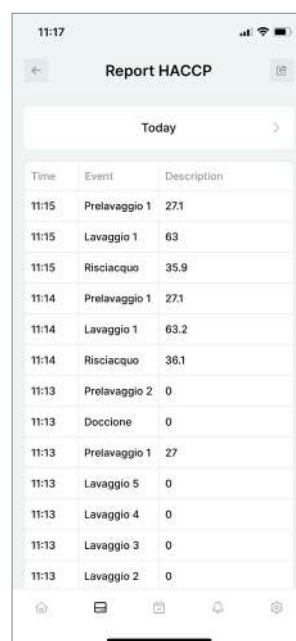 11:17
Report HACCP
Today
Time Event Description
11:15 Prelavaggio 1 27.1
11:15 Lavaggio 1 63
11:15 Risciacquo 35.9
11:14 Prelavaggio 1 27.1
11:14 Lavaggio 1 63.2
11:14 Risciacquo 36.1
11:13 Prelavaggio 2 0
11:13 Doccione 0
11:13 Prelavaggio 1 27
11:13 Lavaggio 5 0
11:13 Lavaggio 4 0
11:13 Lavaggio 3 0
11:13 Lavaggio 2 0